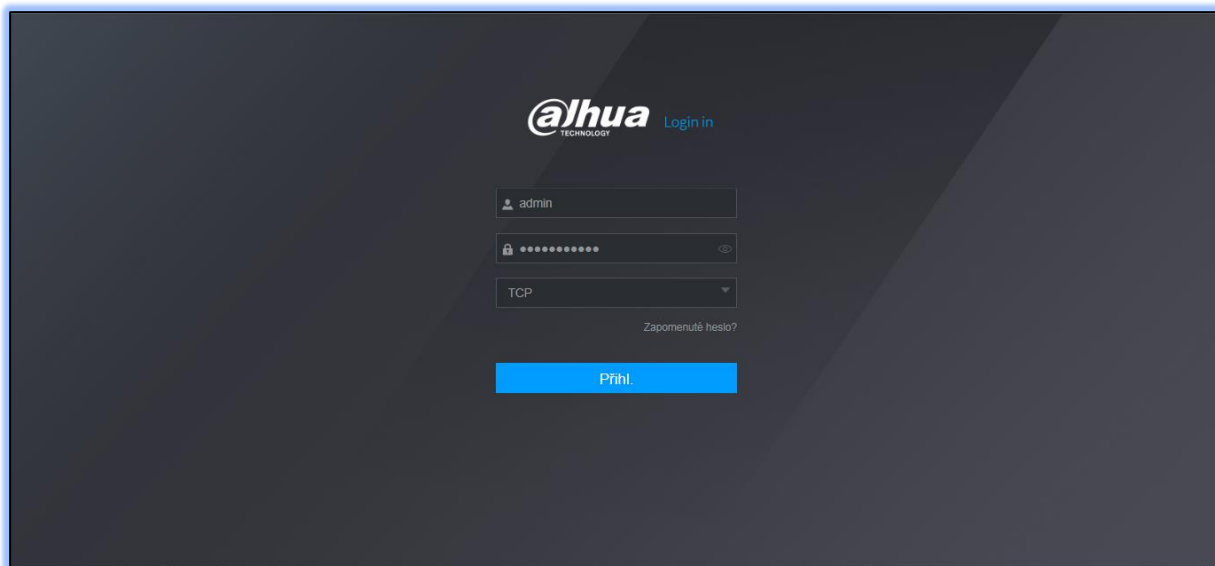 alhua Login in
TECHNOLOGY
admin
•••••••••••
TCP
Zapomenuté heslo?
Přihl.